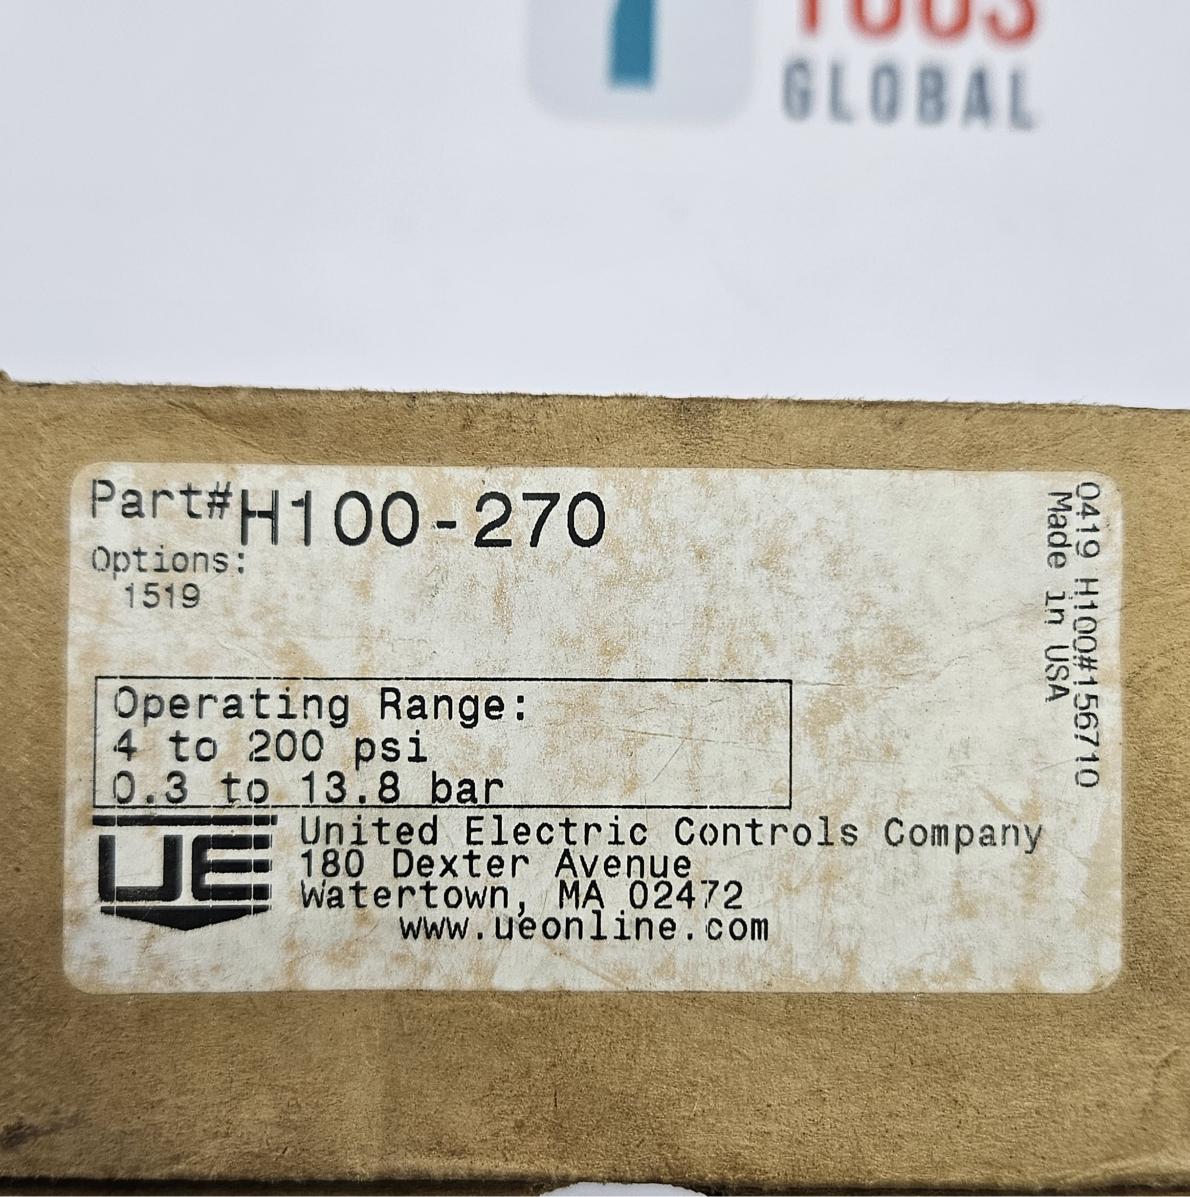 GLOBAL
Part# H100-270
Options:
1519
Operating Range:
4 to 200 psi
0.3 to 13.8 bar
UE
United Electric Controls Company
180 Dexter Avenue
Watertown, MA 02472
www.ueonline.com
0419 H100#156710
Made in USA